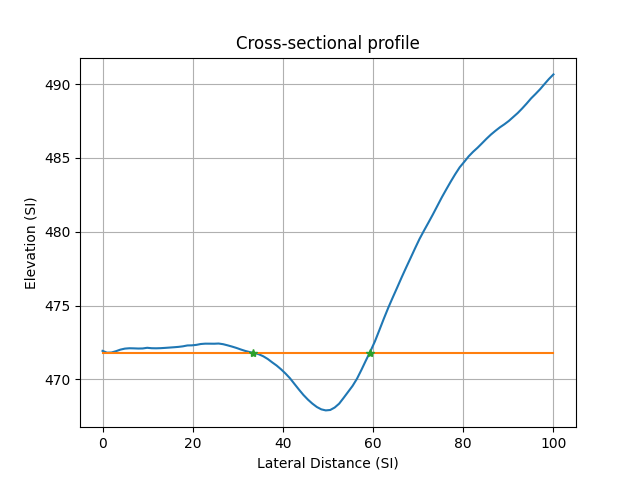 Cross-sectional profile
490
485
480
475
470
Elevation (SI)
0 20 40 60 80 100
Lateral Distance (SI)